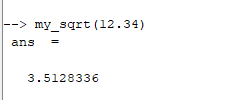 --> my_sqrt(12.34)
ans  =
3.5128336